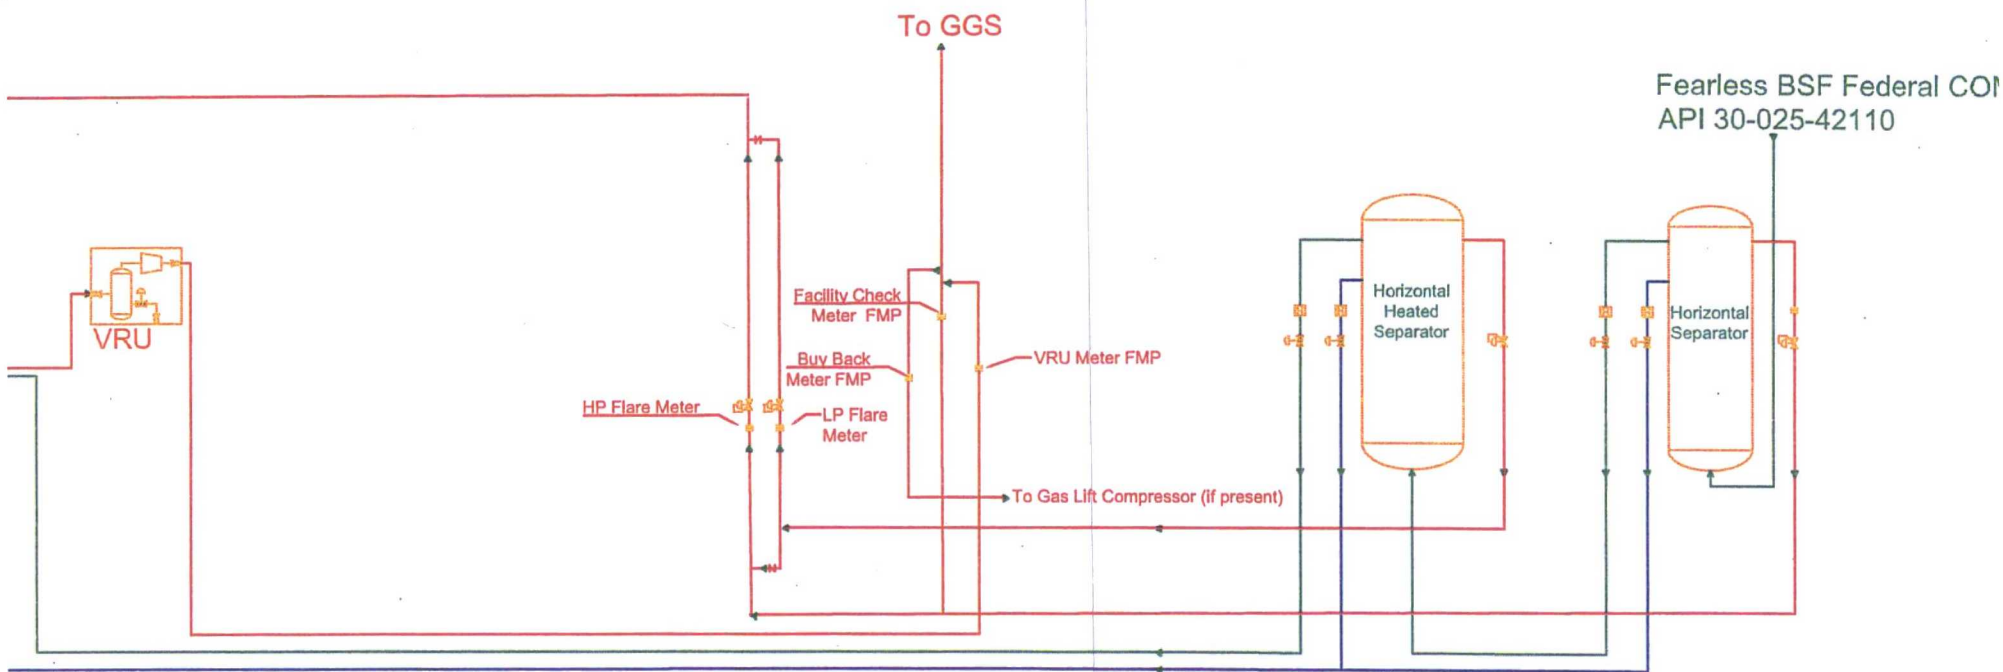 To GGS
Fearless BSF Federal CO
API 30-025-42110
VRU
Facility Check
Meter FMP
Buy Back
Meter FMP
VRU Meter FMP
HP Flare Meter
LP Flare
Meter
To Gas Lift Compressor (if present)
Horizontal
Heated
Separator
Horizontal
Separator